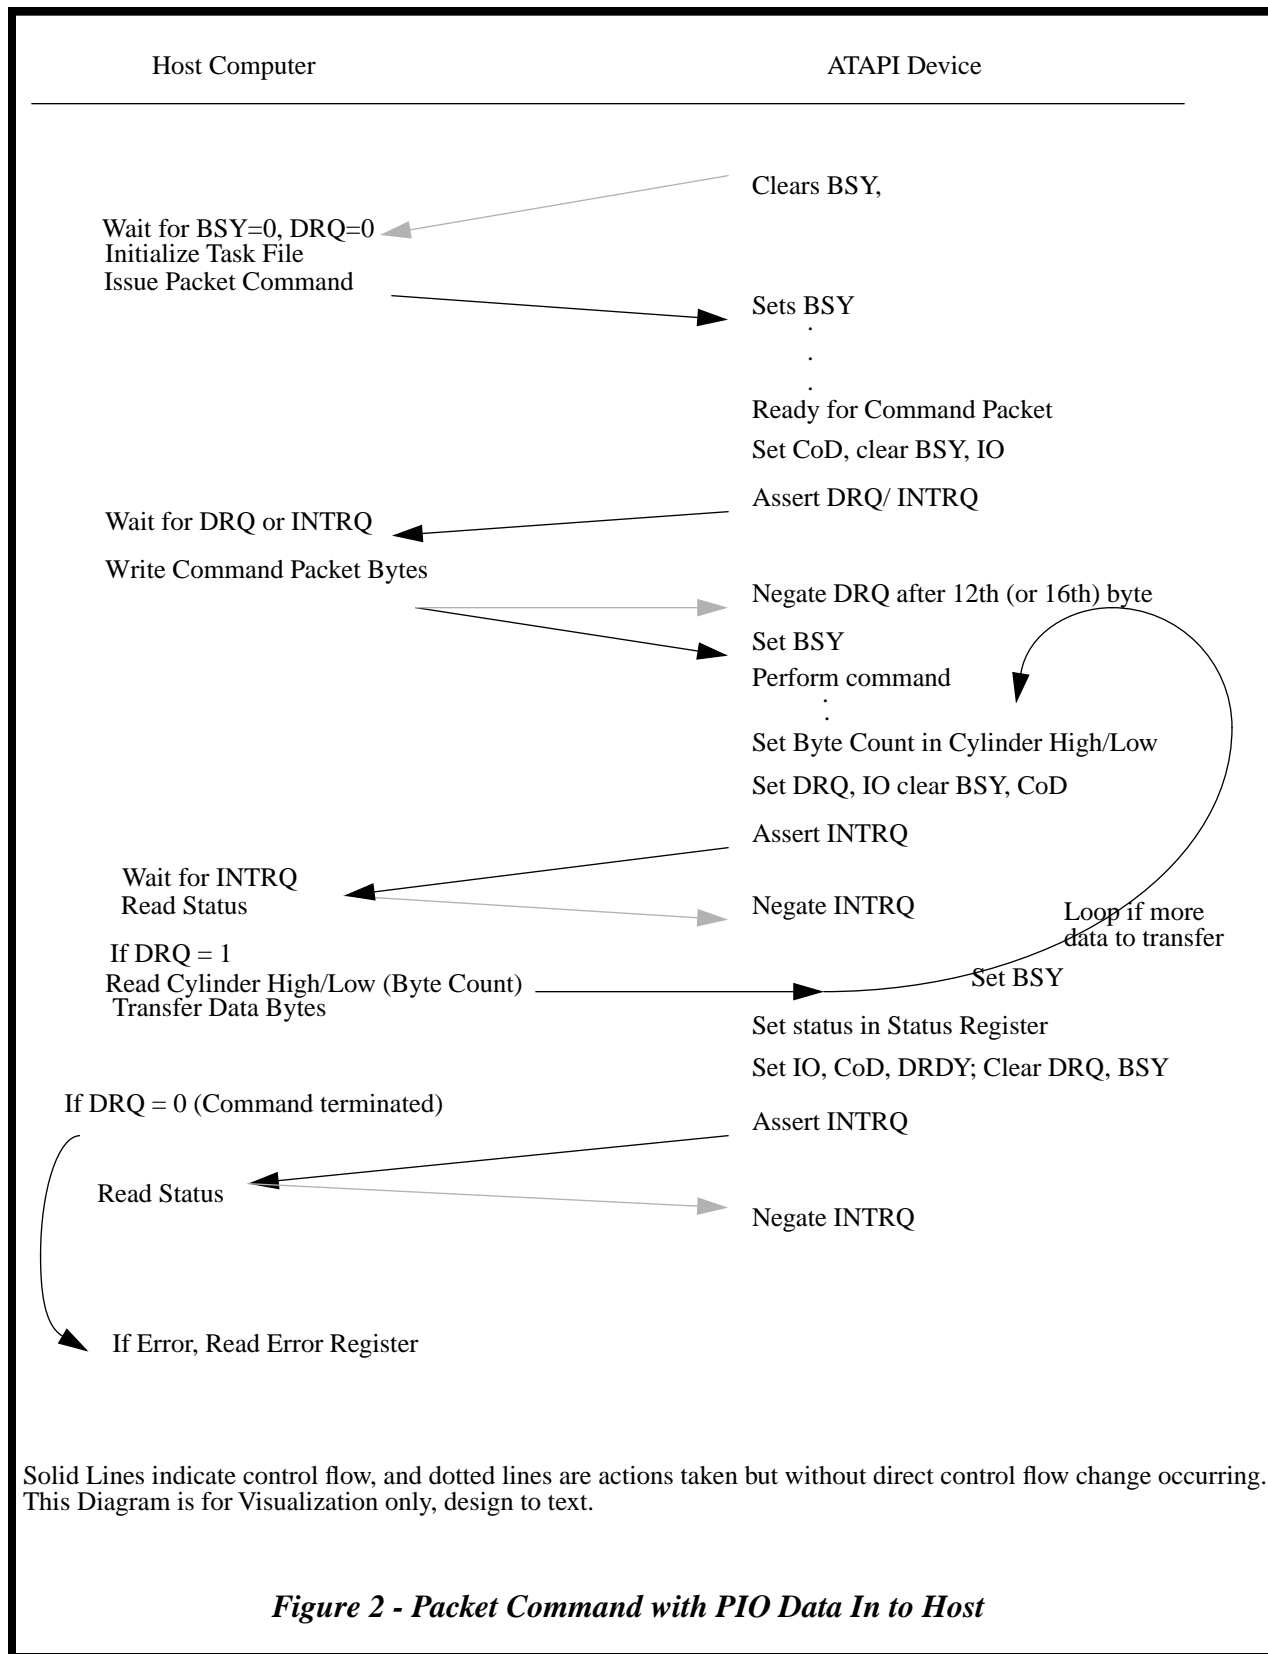 Host Computer
ATAPI Device
Clears BSY,
Wait for BSY=0, DRQ=0
Initialize Task File
Issue Packet Command
Sets BSY
.
.
.
Ready for Command Packet
Set CoD, clear BSY, IO
Assert DRQ/ INTRQ
Wait for DRQ or INTRQ
Write Command Packet Bytes
Negate DRQ after 12th (or 16th) byte
Set BSY
Perform command
.
.
Set Byte Count in Cylinder High/Low
Set DRQ, IO clear BSY, CoD
Assert INTRQ
Wait for INTRQ
Read Status
Negate INTRQ
Loop if more
data to transfer
If DRQ = 1
Read Cylinder High/Low (Byte Count)
Transfer Data Bytes
Set BSY
Set status in Status Register
Set IO, CoD, DRDY; Clear DRQ, BSY
If DRQ = 0 (Command terminated)
Assert INTRQ
Read Status
Negate INTRQ
If Error, Read Error Register
Solid Lines indicate control flow, and dotted lines are actions taken but without direct control flow change occurring.
This Diagram is for Visualization only, design to text.
Figure 2 - Packet Command with PIO Data In to Host